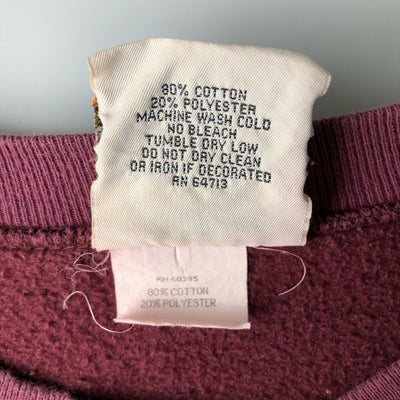 80% COTTON
20% POLYESTER
MACHINE WASH COLD
NO BLEACH
TUMBLE DRY LOW
DO NOT DRY CLEAN
OR IRON IF DECORATED
RN 64713
RN 60395
80% COTTON
20% POLYESTER